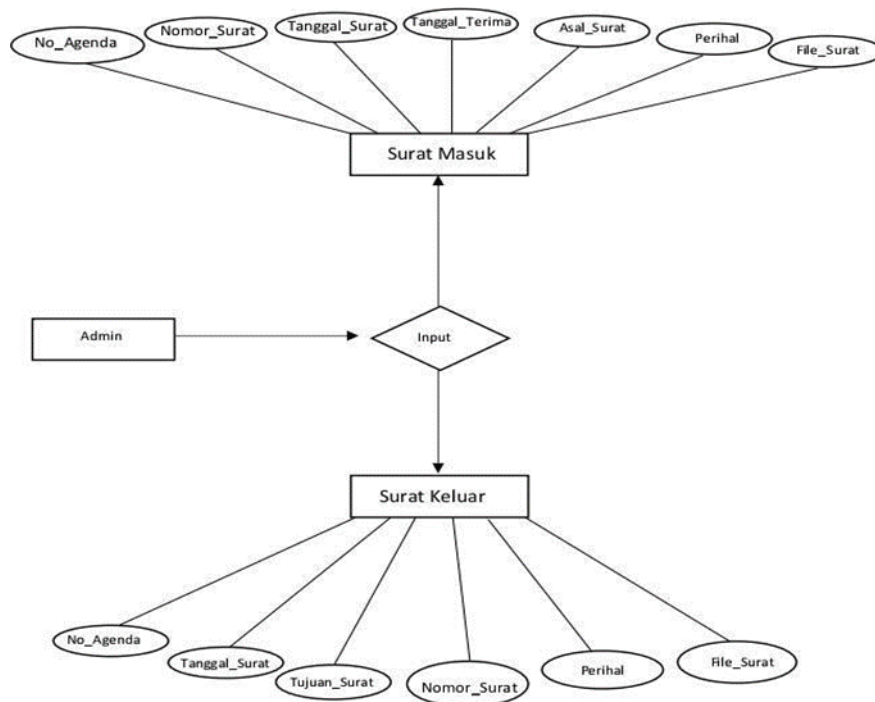 No_Agenda
Nomor_Surat
Tanggal_Surat
Tanggal_Terima
Asal_Surat
Perihal
File_Surat
Surat Masuk
Admin
Input
Surat Keluar
No_Agenda
Tanggal_Surat
Tujuan_Surat
Nomor_Surat
Perihal
File_Surat